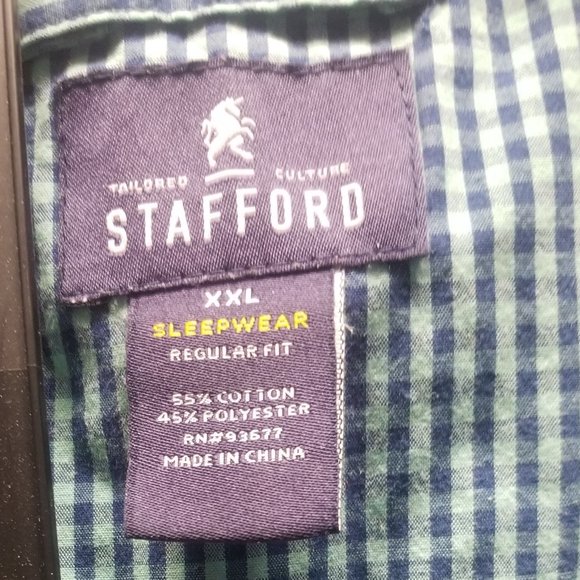 TAILORED CULTURE
STAFFORD
XXL
SLEEPWEAR
REGULAR FIT
55% COTTON
45% POLYESTER
RN#93677
MADE IN CHINA